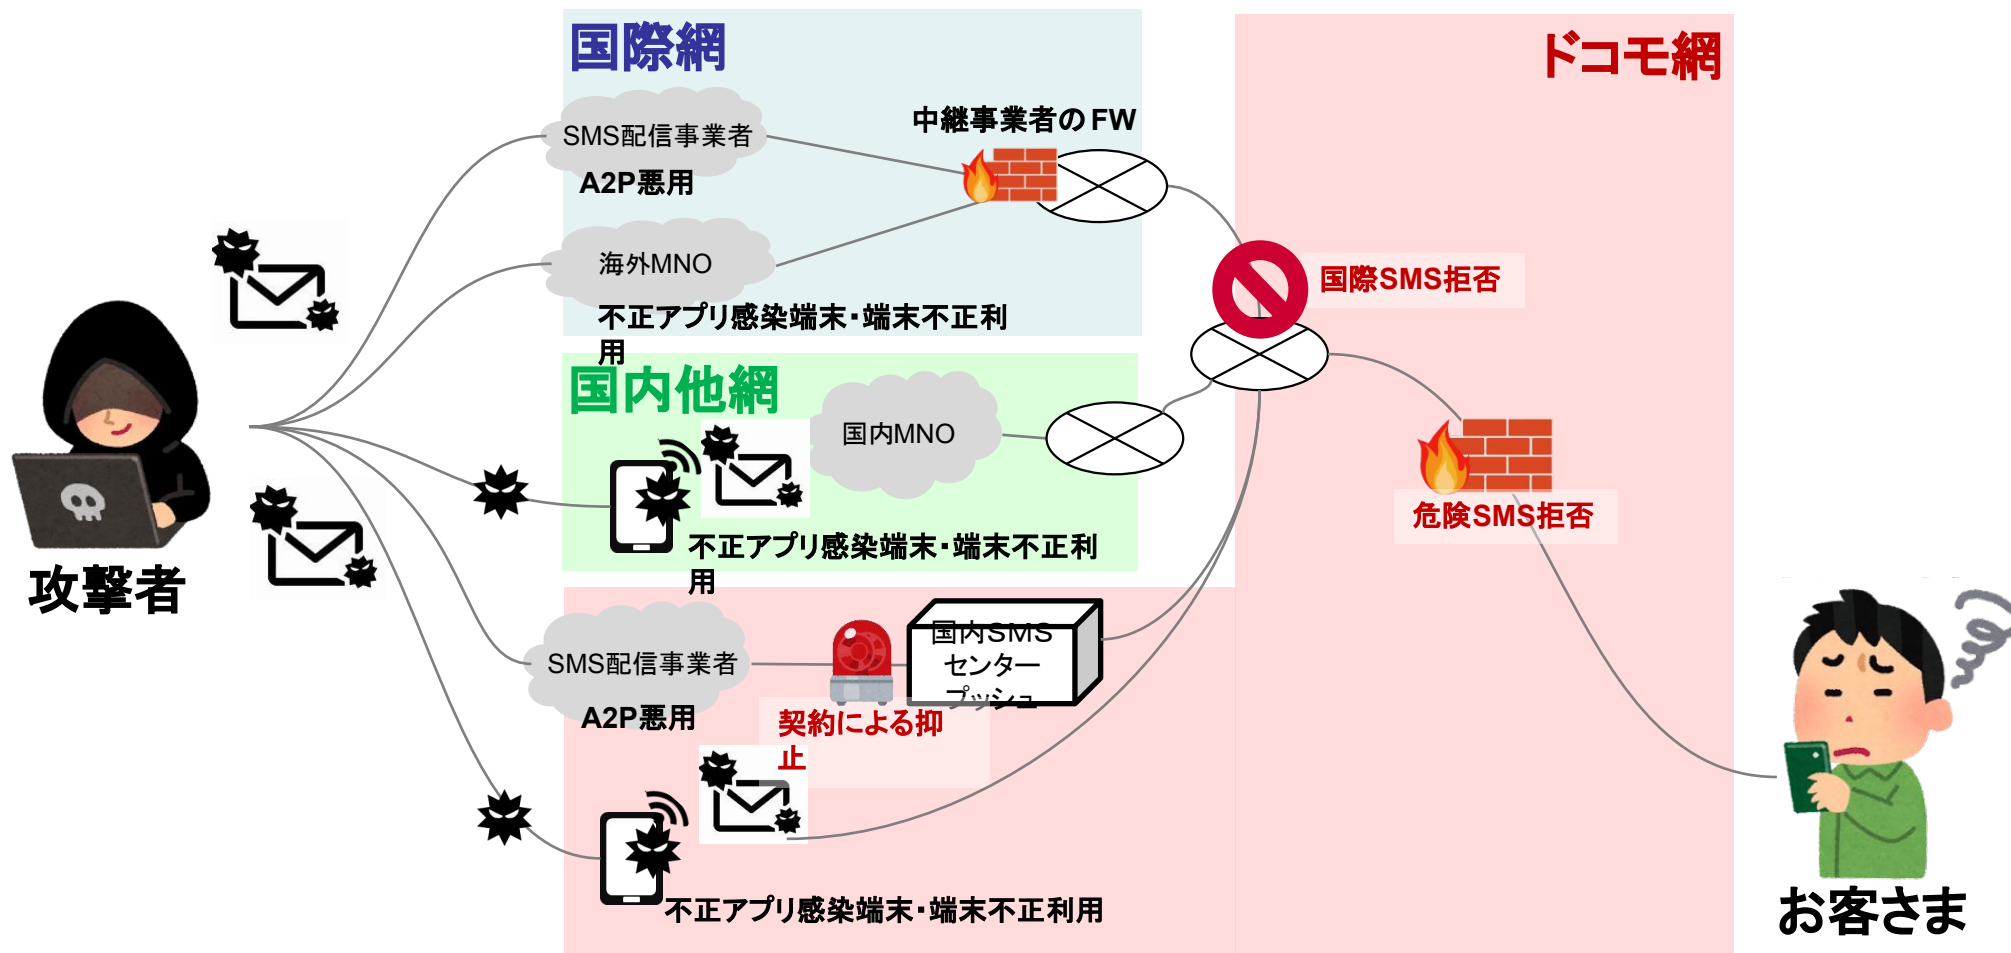 国際網
ドコモ網
SMS配信事業者
A2P悪用
中継事業者のFW
海外MNO
不正アプリ感染端末・端末不正利
用
国際SMS拒否
国内他網
国内MNO
不正アプリ感染端末・端末不正利
用
危険SMS拒否
攻撃者
SMS配信事業者
A2P悪用
国内SMS
センター
プッシュ
契約による抑
止
不正アプリ感染端末・端末不正利用
お客さま